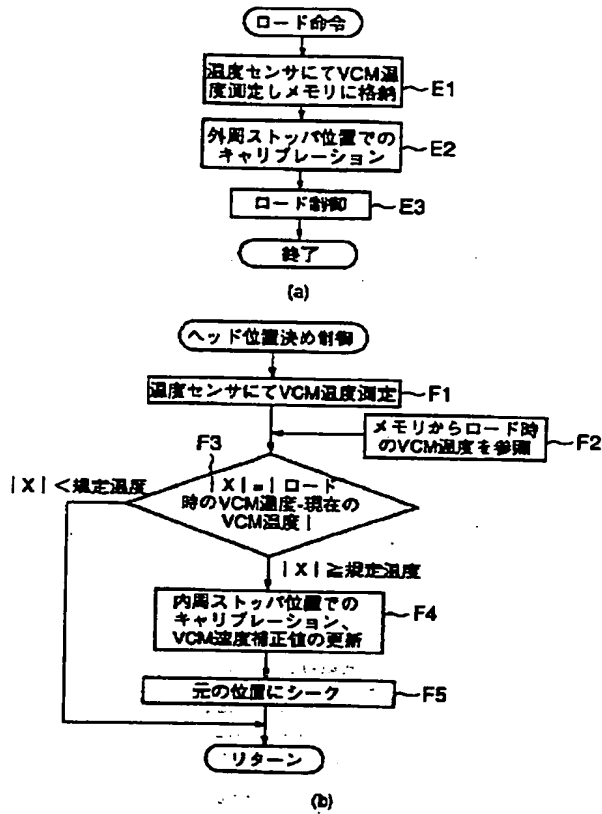 ロード命令
温度センサにてVCM温
度測定しメモリに格納
E1
外周ストッパ位置での
キャリブレーション
E2
ロード制御
E3
終了
(a)
ヘッド位置決め制御
温度センサにてVCM温度測定
F1
メモリからロード時
のVCM温度を参照
F2
F3
|X|=|ロード
時のVCM温度-現在の
VCM温度|
|X|<規定温度
|X|≧規定温度
内周ストッパ位置での
キャリブレーション、
VCM速度補正値の更新
F4
元の位置にシーク
F5
リターン
(b)